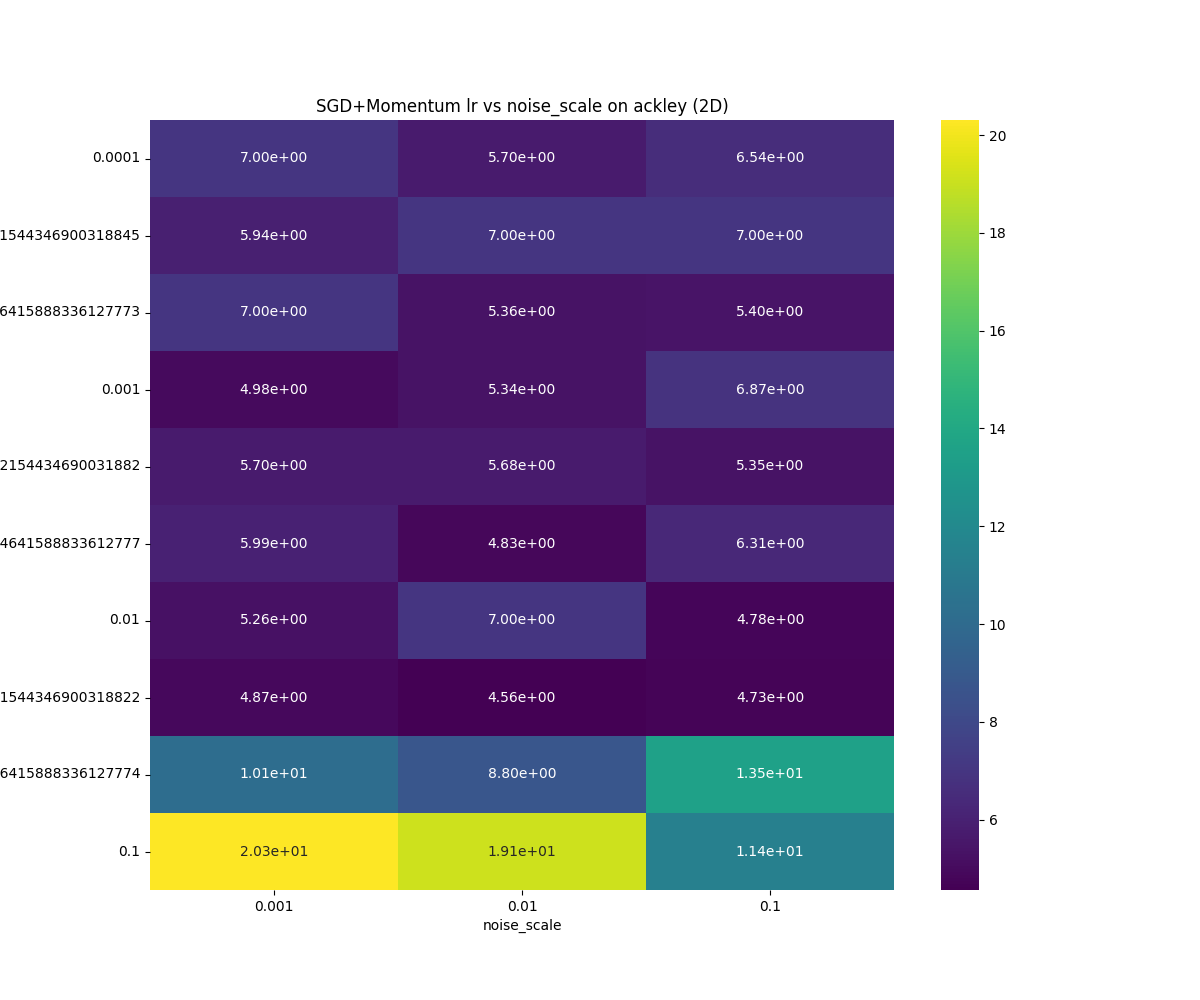 SGD+Momentum lr vs noise_scale on ackley (2D)
0.0001 7.00e+00 5.70e+00 6.54e+00
1544346900318845 5.94e+00 7.00e+00 7.00e+00
6415888336127773 7.00e+00 5.36e+00 5.40e+00
0.001 4.98e+00 5.34e+00 6.87e+00
2154434690031882 5.70e+00 5.68e+00 5.35e+00
4641588833612777 5.99e+00 4.83e+00 6.31e+00
0.01 5.26e+00 7.00e+00 4.78e+00
1544346900318822 4.87e+00 4.56e+00 4.73e+00
6415888336127774 1.01e+01 8.80e+00 1.35e+01
0.1 2.03e+01 1.91e+01 1.14e+01
0.001 0.01 0.1
noise_scale
20
18
16
14
12
10
8
6